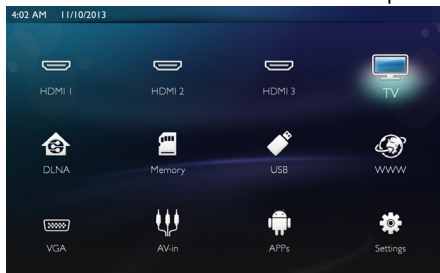 4:02 AM 11/10/2013
HDMI 1 HDMI 2 HDMI 3 TV
DLNA Memory USB WWW
VGA AV-in APPs Settings